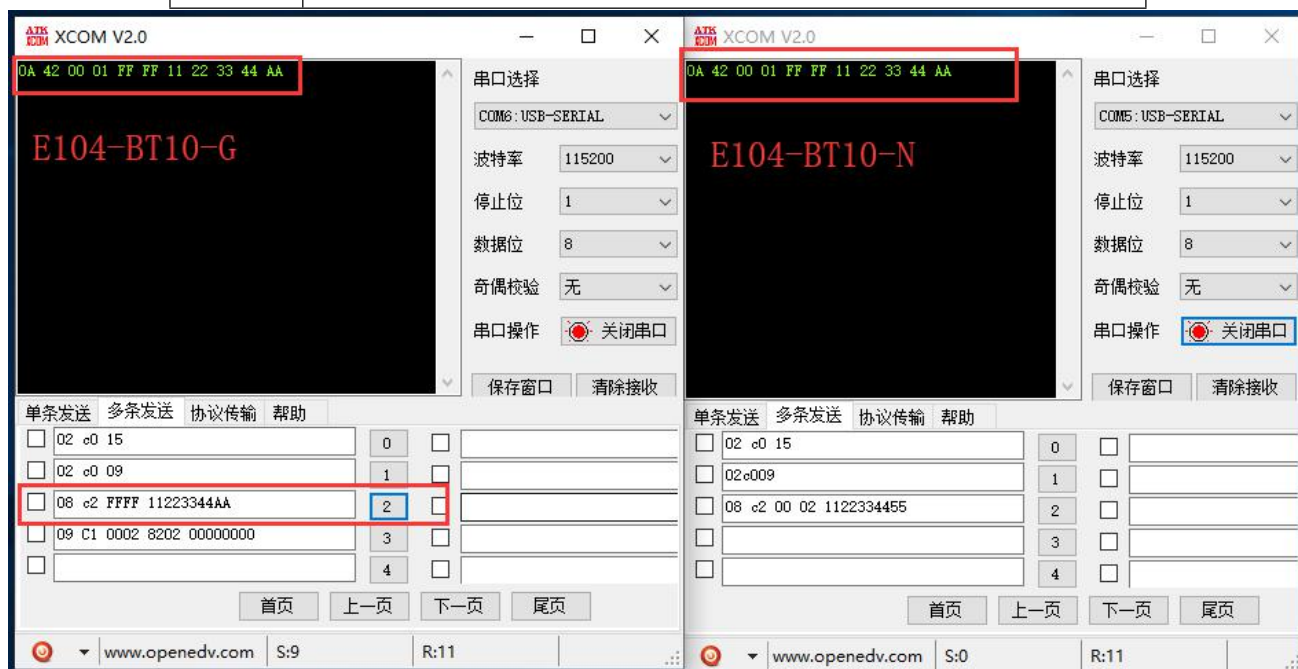 XCOM V2.0
0A 42 00 01 FF FF 11 22 33 44 AA
E104-BT10-G
串口选择
COM6:USB-SERIAL
波特率 115200
停止位 1
数据位 8
奇偶校验 无
串口操作 关闭串口
保存窗口 清除接收
单条发送 多条发送 协议传输 帮助
02 c0 15 0
02 c0 09 1
08 c2 FFFF 11223344AA 2
09 C1 0002 8202 00000000 3
4
首页 上一页 下一页 尾页
www.openedv.com S:9 R:11
XCOM V2.0
0A 42 00 01 FF FF 11 22 33 44 AA
E104-BT10-N
串口选择
COM5:USB-SERIAL
波特率 115200
停止位 1
数据位 8
奇偶校验 无
串口操作 关闭串口
保存窗口 清除接收
单条发送 多条发送 协议传输 帮助
02 c0 15 0
02c009 1
08 c2 00 02 1122334455 2
3
4
首页 上一页 下一页 尾页
www.openedv.com S:0 R:11